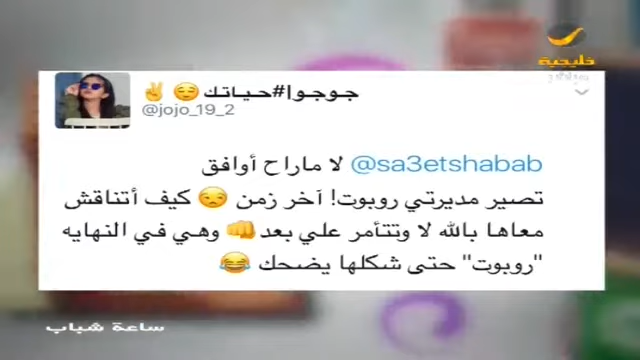 خليجية
مباشر
جوجوا#حياتك 😌✌
@jojo_19_2
@sa3etshabab لا ماراح أوافق
تصير مديرتي روبوت! آخر زمن 😒 كيف أتناقش
معاها بالله لا وتتأمر علي بعد👊 وهي في النهايه
"روبوت" حتى شكلها يضحك 😂
ساعة شباب